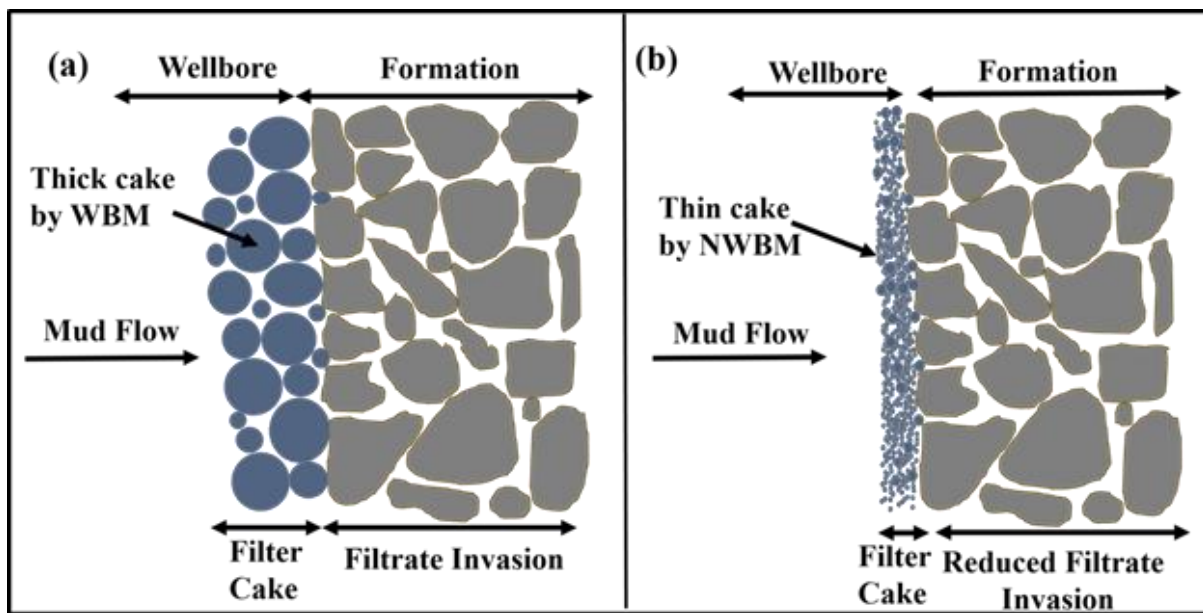 (a)
Wellbore
Formation
Thick cake
by WBM
Mud Flow
Filter
Cake
Filtrate Invasion
(b)
Wellbore
Formation
Thin cake
by NWBM
Mud Flow
Filter
Cake
Reduced Filtrate
Invasion